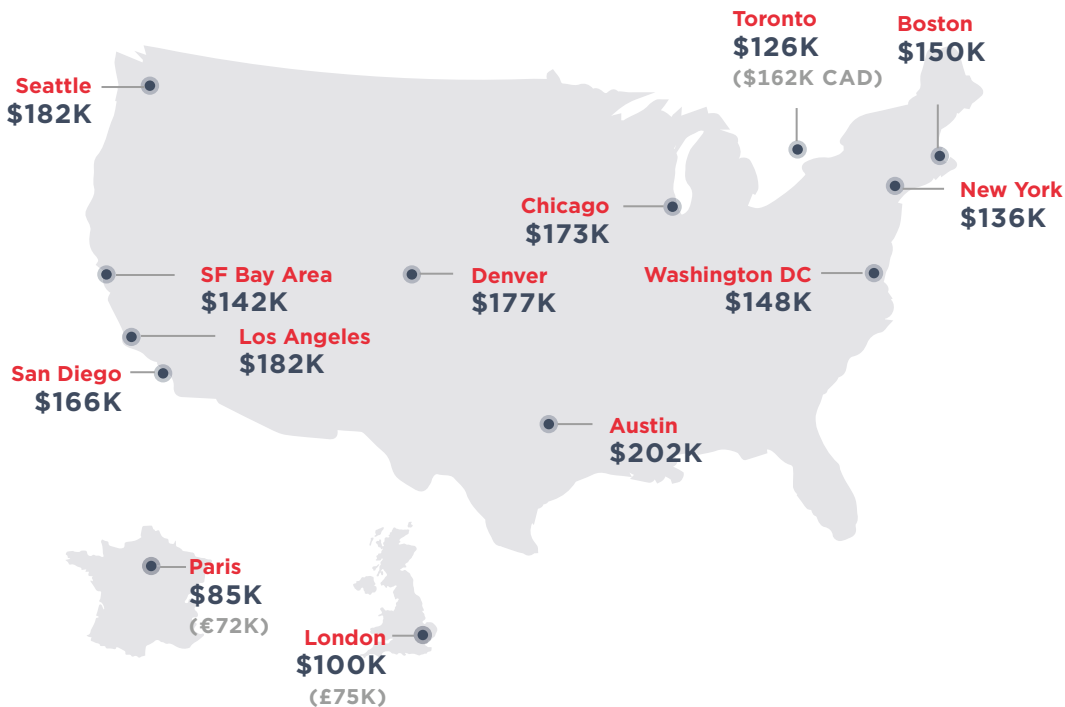 Toronto
$126K
($162K CAD)
Boston
$150K
Seattle
$182K
New York
$136K
Chicago
$173K
SF Bay Area
$142K
Denver
$177K
Washington DC
$148K
Los Angeles
$182K
San Diego
$166K
Austin
$202K
Paris
$85K
(€72K)
London
$100K
(£75K)